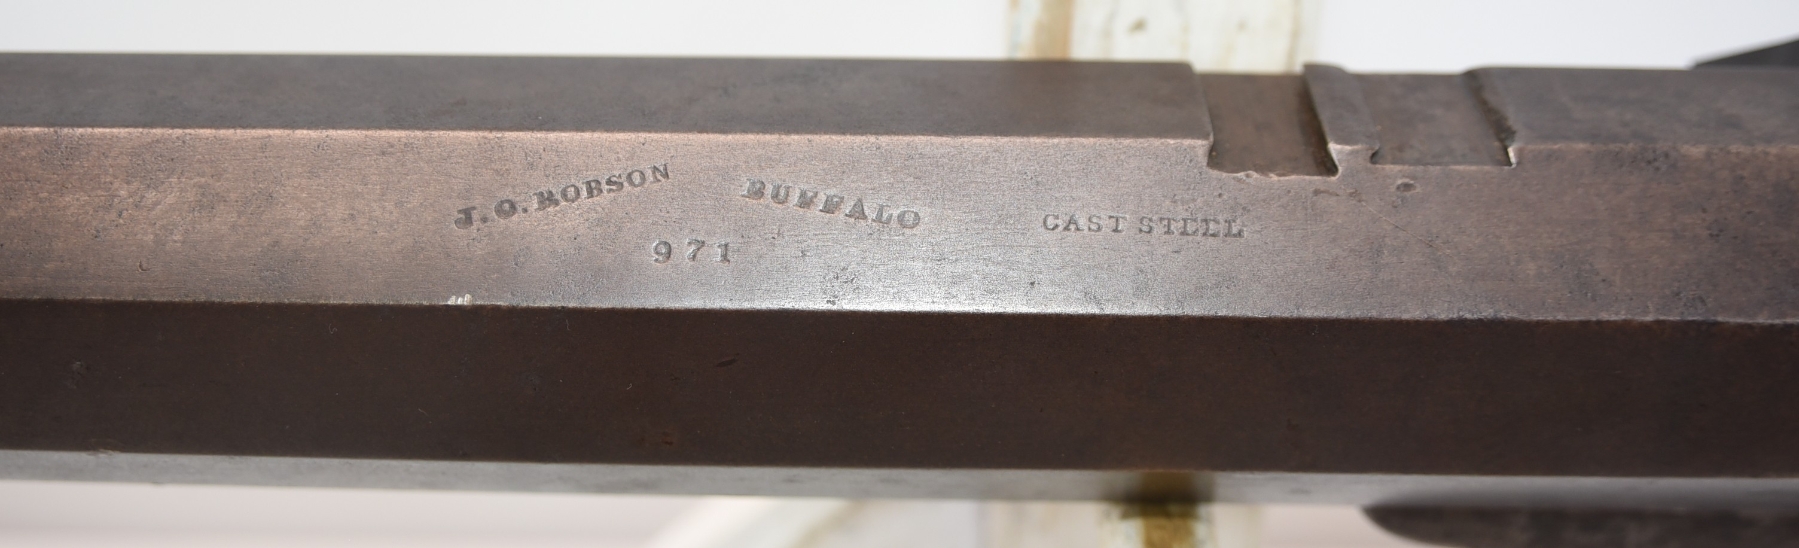 J. O. ROBSON BUFFALO CAST STEEL
971